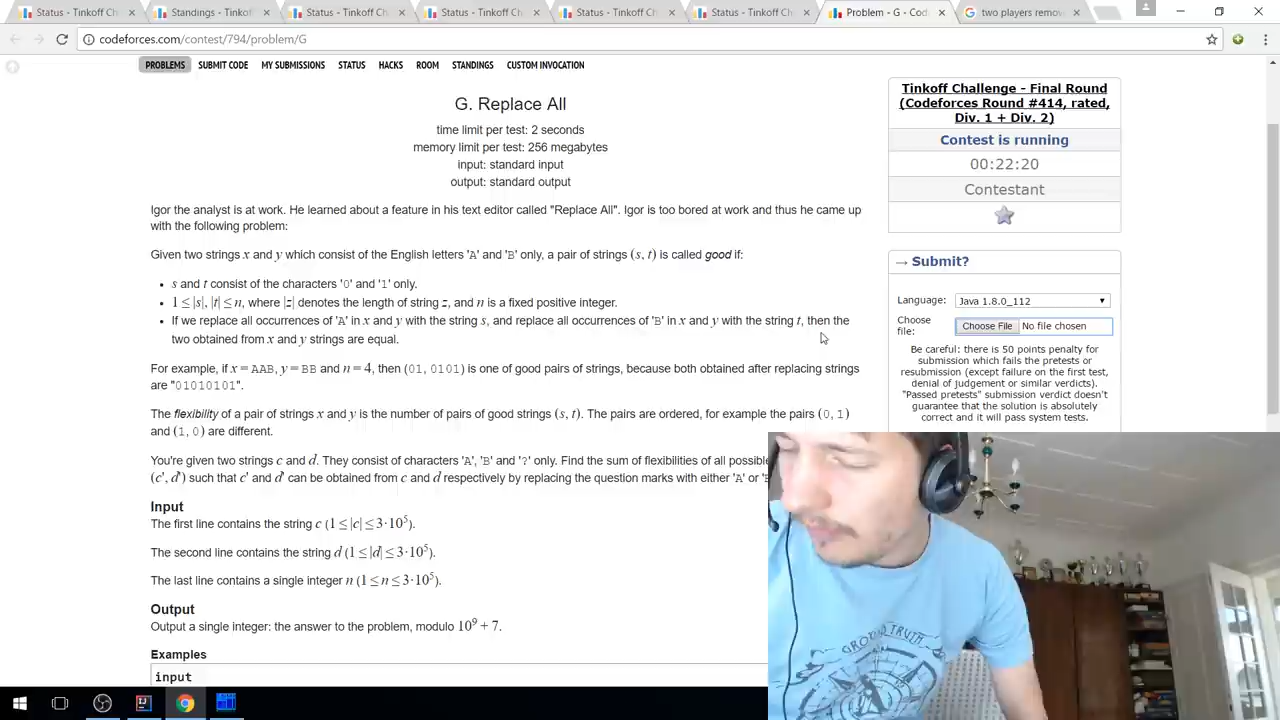 Status - Tinkoff Ch
Standings - Tinkoff
Status - Tinkoff Ch
Status - Tinkoff Ch
Status - Tinkoff Ch
Status - Tinkoff Ch
Problem - G - Cod
two players remov
codeforces.com/contest/794/problem/G
PROBLEMS SUBMIT CODE MY SUBMISSIONS STATUS HACKS ROOM STANDINGS CUSTOM INVOCATION
G. Replace All
time limit per test: 2 seconds
memory limit per test: 256 megabytes
input: standard input
output: standard output
Igor the analyst is at work. He learned about a feature in his text editor called "Replace All". Igor is too bored at work and thus he came up
with the following problem:
Given two strings x and y which consist of the English letters 'A' and 'B' only, a pair of strings (s, t) is called good if:
• s and t consist of the characters '0' and '1' only.
• 1 ≤ |s|, |t| ≤ n, where |z| denotes the length of string z, and n is a fixed positive integer.
• If we replace all occurrences of 'A' in x and y with the string s, and replace all occurrences of 'B' in x and y with the string t, then the
two obtained from x and y strings are equal.
For example, if x = AAB, y = BB and n = 4, then (01, 0101) is one of good pairs of strings, because both obtained after replacing strings
are "01010101".
The flexibility of a pair of strings x and y is the number of pairs of good strings (s, t). The pairs are ordered, for example the pairs (0, 1)
and (1, 0) are different.
You're given two strings c and d. They consist of characters 'A', 'B' and '?' only. Find the sum of flexibilities of all possible
(c', d') such that c' and d' can be obtained from c and d respectively by replacing the question marks with either 'A' or
Input
The first line contains the string c (1 ≤ |c| ≤ 3·10^5).
The second line contains the string d (1 ≤ |d| ≤ 3·10^5).
The last line contains a single integer n (1 ≤ n ≤ 3·10^5).
Output
Output a single integer: the answer to the problem, modulo 10^9 + 7.
Examples
input
Tinkoff Challenge - Final Round
(Codeforces Round #414, rated,
Div. 1 + Div. 2)
Contest is running
00:22:20
Contestant
→ Submit?
Language: Java 1.8.0_112
Choose
file: Choose File No file chosen
Be careful: there is 50 points penalty for
submission which fails the pretests or
resubmission (except failure on the first test,
denial of judgement or similar verdicts).
"Passed pretests" submission verdict doesn't
guarantee that the solution is absolutely
correct and it will pass system tests.
GROUND TRUTH